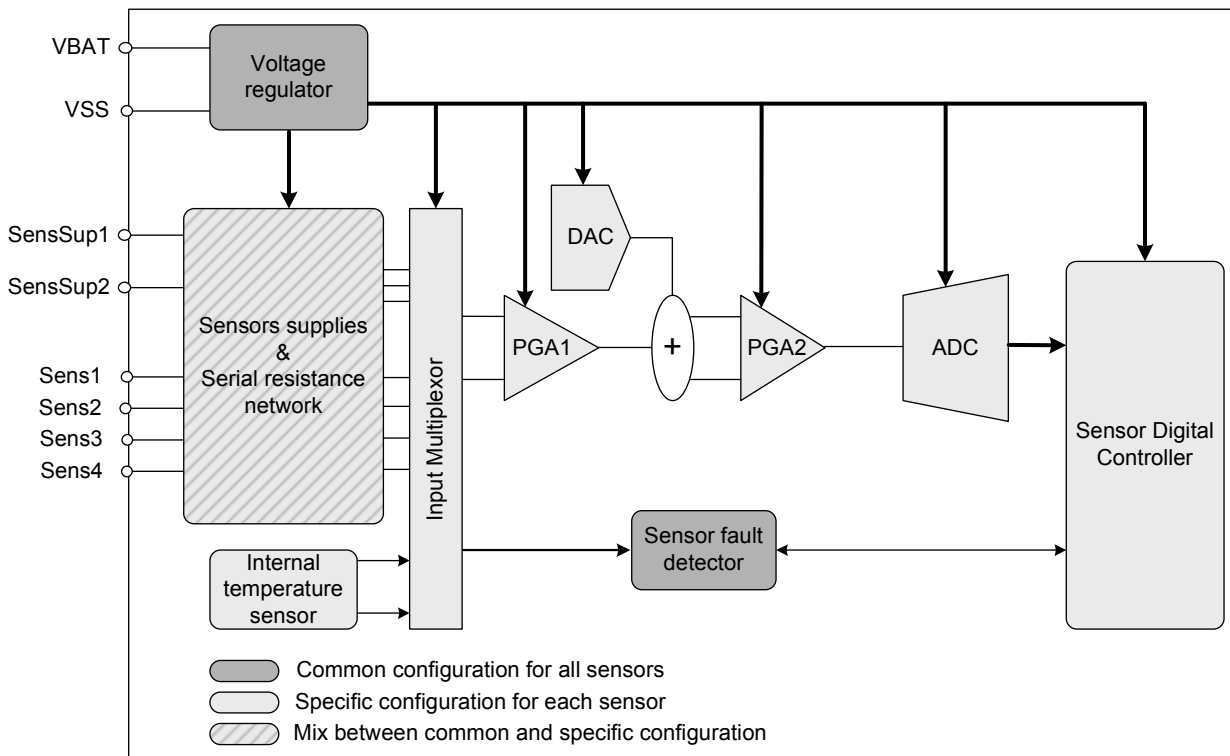 VBAT
Voltage
regulator
VSS
SensSup1
SensSup2
Sens1
Sens2
Sens3
Sens4
Sensors supplies
&
Serial resistance
network
Input Multiplexor
DAC
PGA1
+
PGA2
ADC
Sensor Digital
Controller
Internal
temperature
sensor
Sensor fault
detector
Common configuration for all sensors
Specific configuration for each sensor
Mix between common and specific configuration